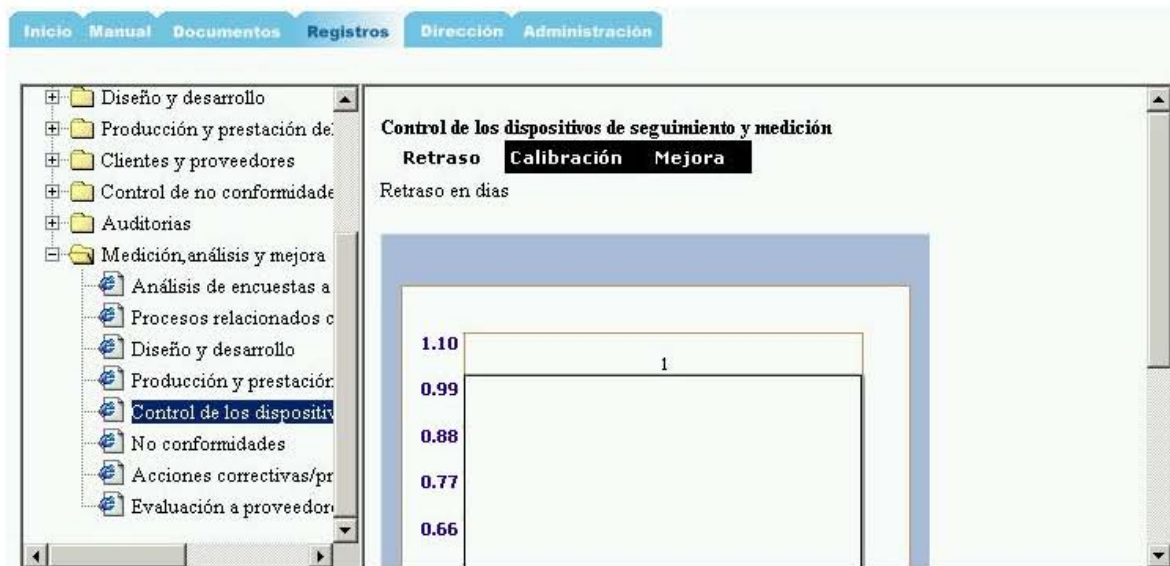 Inicio Manual Documentos Registros Dirección Administración
Diseño y desarrollo
Producción y prestación del
Clientes y proveedores
Control de no conformidade
Auditorias
Medición,análisis y mejora
Análisis de encuestas a
Procesos relacionados c
Diseño y desarrollo
Producción y prestación
Control de los dispositiv
No conformidades
Acciones correctivas/pr
Evaluación a proveedor
Control de los dispositivos de seguimiento y medición
Retraso Calibración Mejora
Retraso en dias
1.10
1
0.99
0.88
0.77
0.66